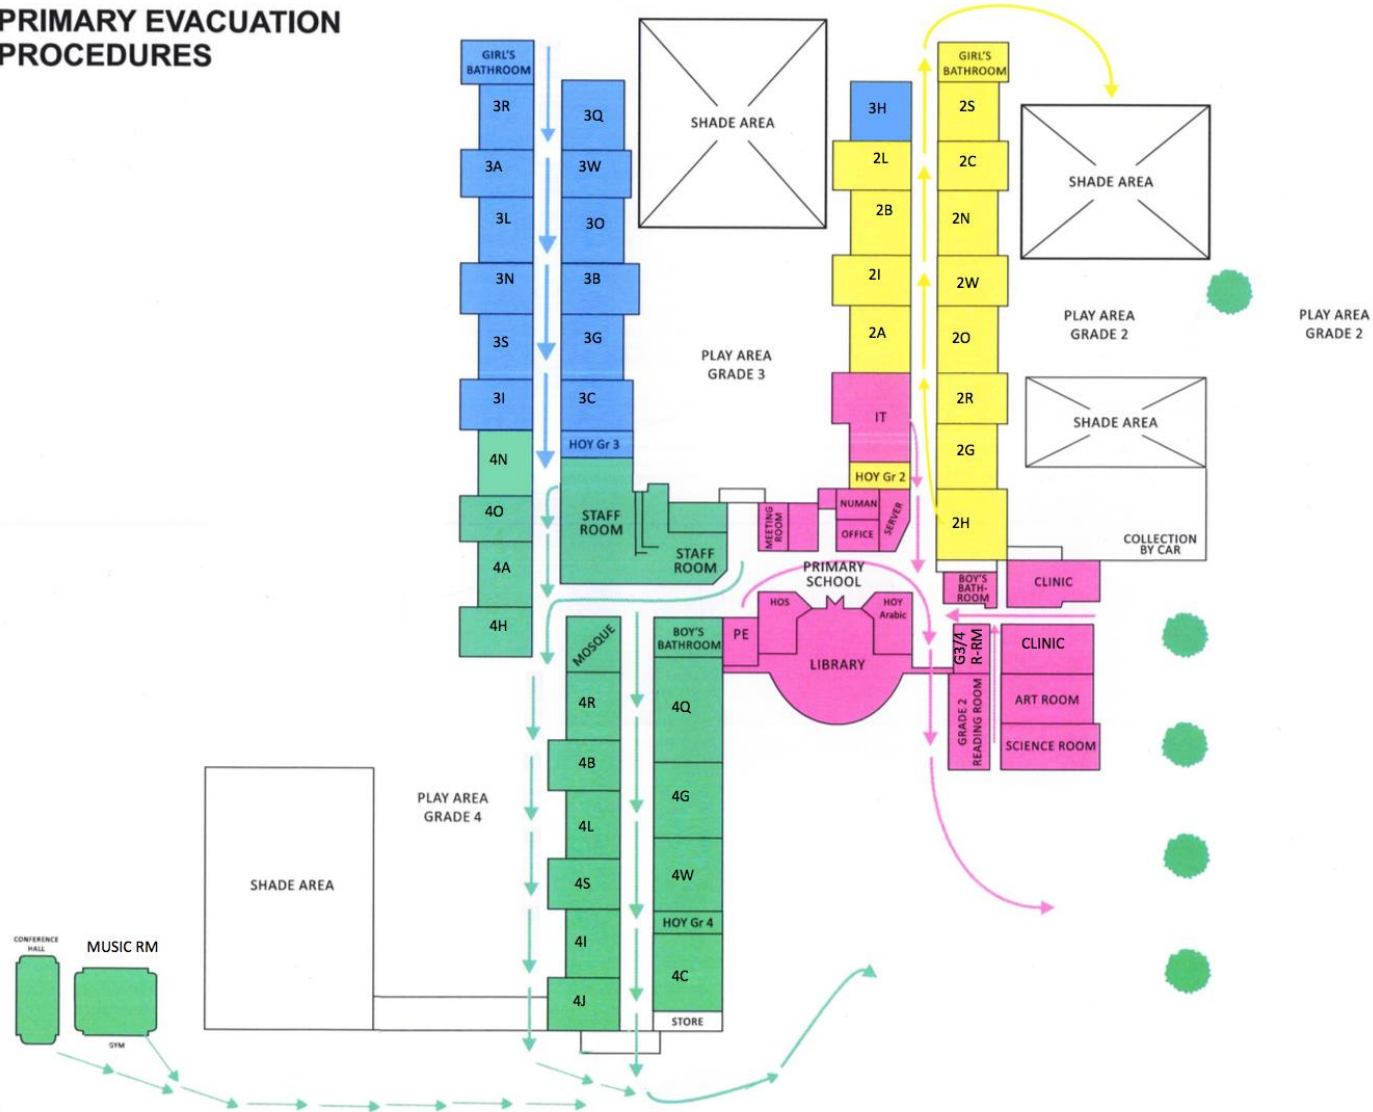 PRIMARY EVACUATION
PROCEDURES
GIRL'S
BATHROOM
3R
3A
3L
3N
3S
3I
4N
4O
4A
4H
3Q
3W
3O
3B
3G
3C
HOY Gr 3
STAFF
ROOM
STAFF
ROOM
SHADE AREA
PLAY AREA
GRADE 3
3H
2L
2B
2I
2A
IT
HOY Gr 2
MEETING
ROOM
NUMAN
OFFICE
SERVER
GIRL'S
BATHROOM
2S
2C
2N
2W
2O
2R
2G
2H
SHADE AREA
PLAY AREA
GRADE 2
PLAY AREA
GRADE 2
SHADE AREA
COLLECTION
BY CAR
PRIMARY
SCHOOL
BOY'S
BATH-
ROOM
CLINIC
MOSQUE
4R
4B
4L
4S
4I
4J
BOY'S
BATHROOM
4Q
4G
4W
HOY Gr 4
4C
STORE
PE
HOS
HOY
Arabic
LIBRARY
G3/4
R-RM
GRADE 2
READING ROOM
CLINIC
ART ROOM
SCIENCE ROOM
PLAY AREA
GRADE 4
SHADE AREA
CONFERENCE
HALL
MUSIC RM
GYM